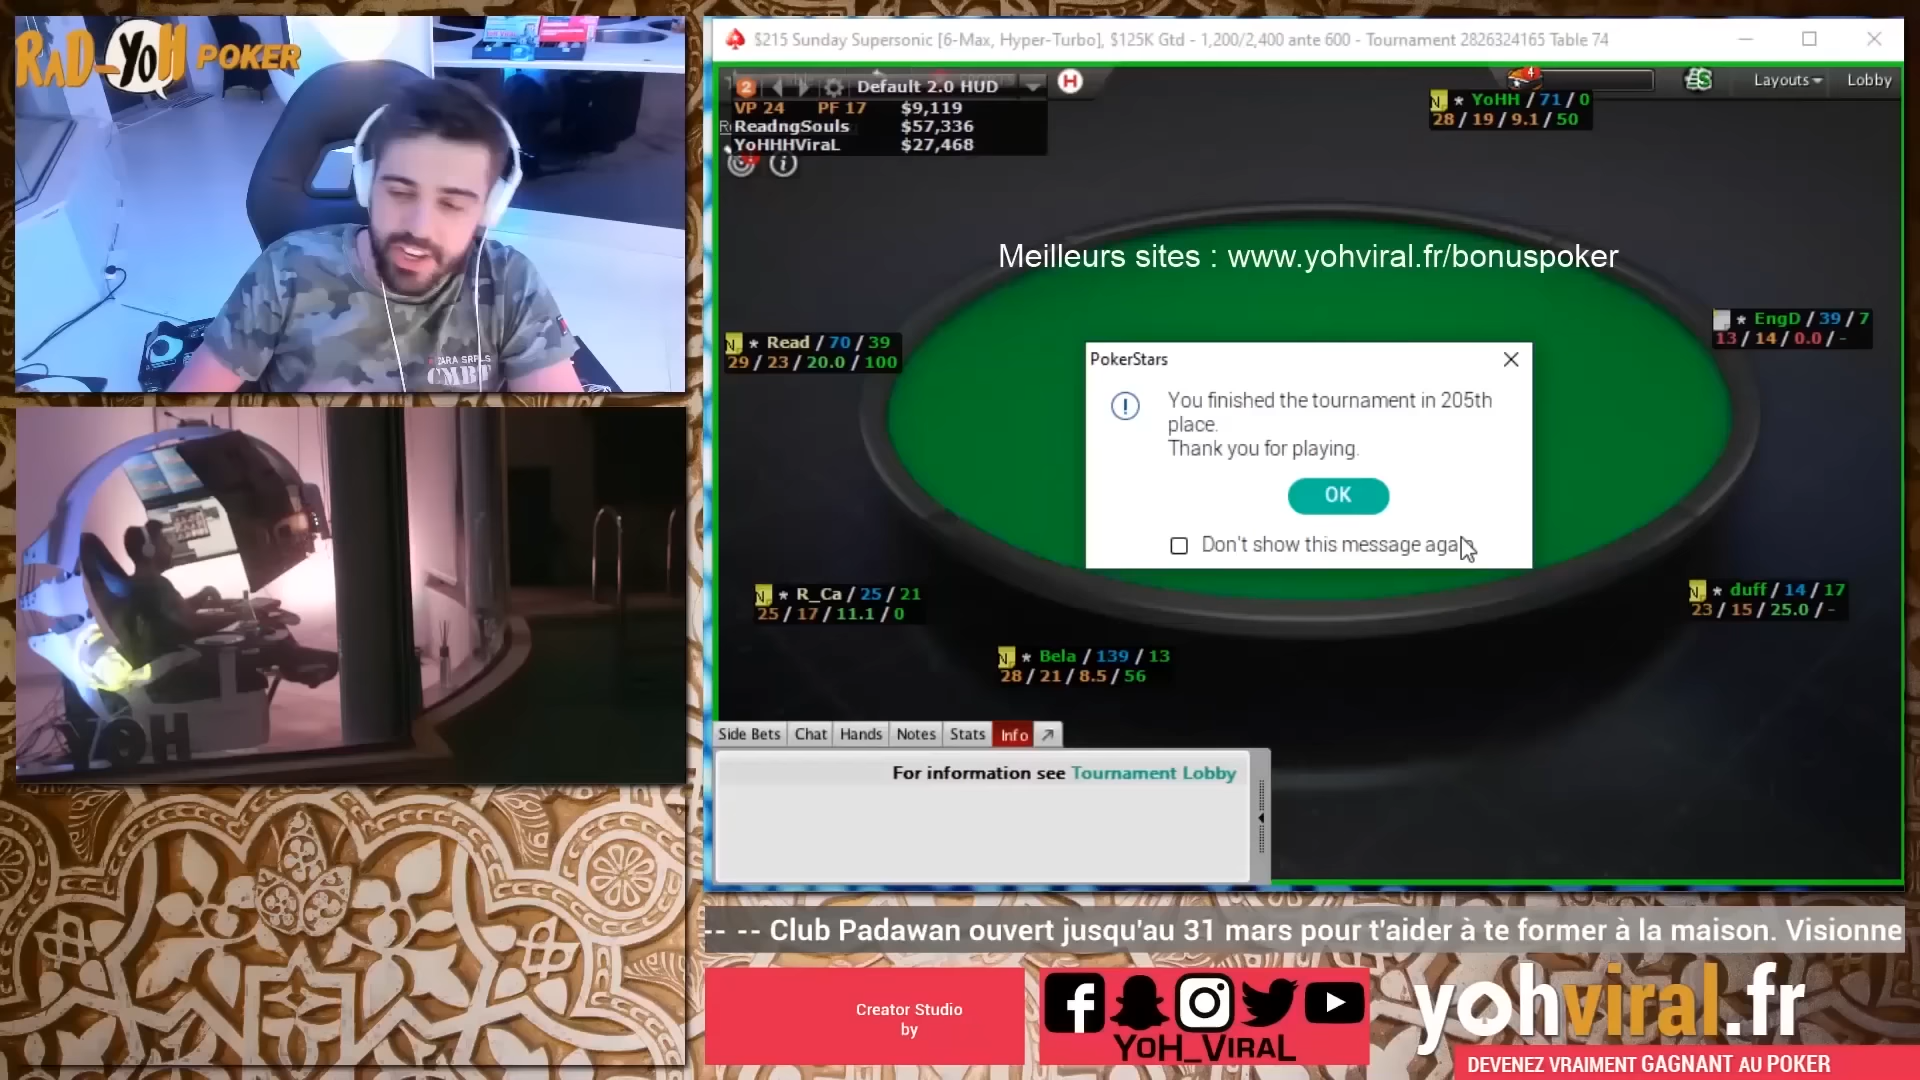 RAD-YOH POKER
ZARA SRPLS
CMBT
YOH
$215 Sunday Supersonic [6-Max, Hyper-Turbo], $125K Gtd - 1,200/2,400 ante 600 - Tournament 2826324165 Table 74
2 Default 2.0 HUD H
4 Layouts Lobby
VP 24 PF 17 $9,119
ReadngSouls $57,336
YoHHHViraL $27,468
N * YoHH / 71 / 0
28 / 19 / 9.1 / 50
Meilleurs sites : www.yohviral.fr/bonuspoker
* EngD / 39 / 7
13 / 14 / 0.0 / -
N * Read / 70 / 39
29 / 23 / 20.0 / 100
PokerStars
You finished the tournament in 205th
place.
Thank you for playing.
OK
Don't show this message again
N * R_Ca / 25 / 21
25 / 17 / 11.1 / 0
N * duff / 14 / 17
23 / 15 / 25.0 / -
N * Bela / 139 / 13
28 / 21 / 8.5 / 56
Side Bets Chat Hands Notes Stats Info
For information see Tournament Lobby
-- -- Club Padawan ouvert jusqu'au 31 mars pour t'aider à te former à la maison. Visionne
Creator Studio
by
YoH_ViraL
yohviral.fr
DEVENEZ VRAIMENT GAGNANT AU POKER